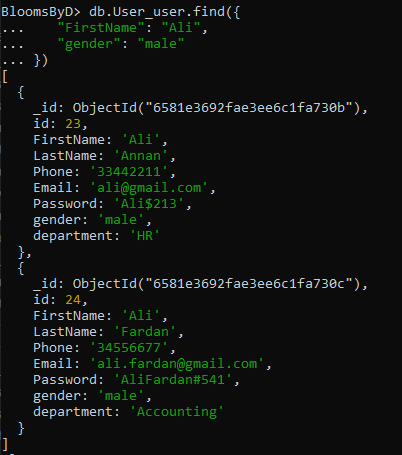 BloomsByD> db.User_user.find({
...     "FirstName": "Ali",
...     "gender": "male"
... })
[
  {
    _id: ObjectId("6581e3692fae3ee6c1fa730b"),
    id: 23,
    FirstName: 'Ali',
    LastName: 'Annan',
    Phone: '33442211',
    Email: 'ali@gmail.com',
    Password: 'Ali$213',
    gender: 'male',
    department: 'HR'
  },
  {
    _id: ObjectId("6581e3692fae3ee6c1fa730c"),
    id: 24,
    FirstName: 'Ali',
    LastName: 'Fardan',
    Phone: '34556677',
    Email: 'ali.fardan@gmail.com',
    Password: 'AliFardan#541',
    gender: 'male',
    department: 'Accounting'
  }
]